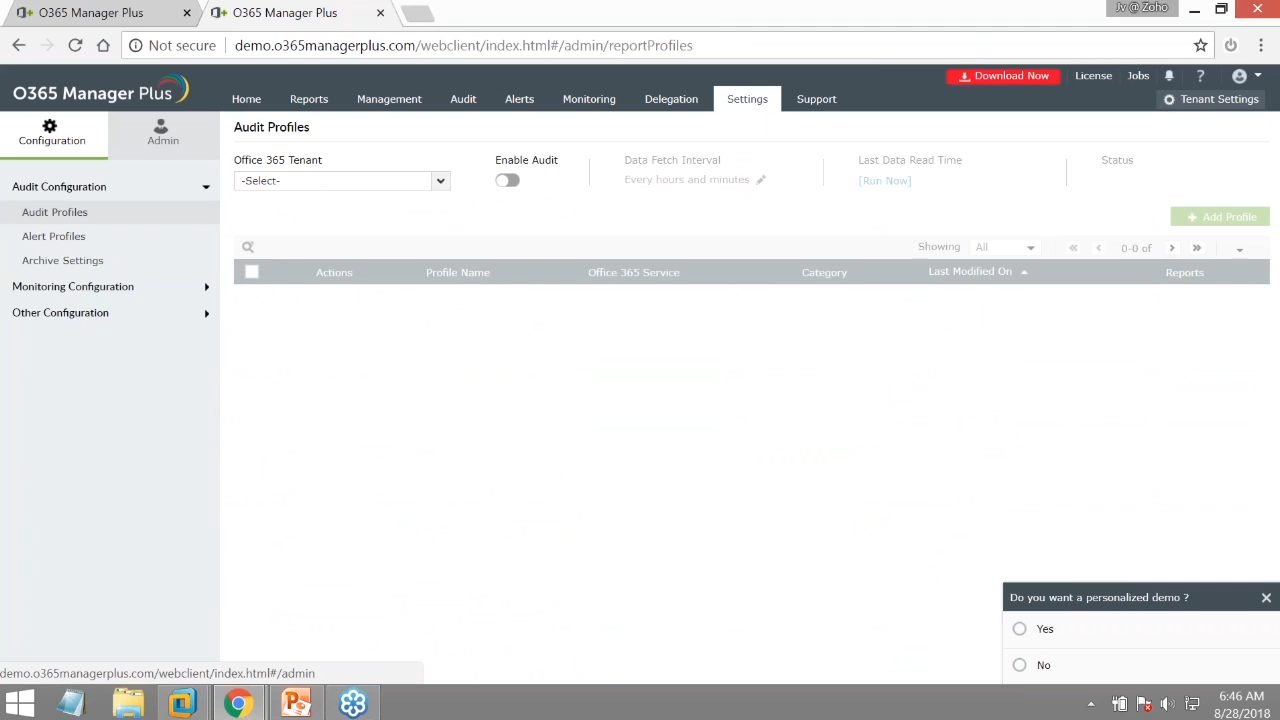 O365 Manager Plus
O365 Manager Plus
Jv @ Zoho
Not secure
demo.o365managerplus.com/webclient/index.html#/admin/reportProfiles
O365 Manager Plus
Download Now
License
Jobs
?
Home
Reports
Management
Audit
Alerts
Monitoring
Delegation
Settings
Support
Tenant Settings
Configuration
Admin
Audit Profiles
Office 365 Tenant
Enable Audit
Data Fetch Interval
Last Data Read Time
Status
-Select-
Every hours and minutes
[Run Now]
Audit Configuration
Audit Profiles
Alert Profiles
Archive Settings
Monitoring Configuration
Other Configuration
+ Add Profile
Showing
All
0-0 of
Actions
Profile Name
Office 365 Service
Category
Last Modified On
Reports
Do you want a personalized demo ?
Yes
No
demo.o365managerplus.com/webclient/index.html#/admin
6:46 AM
8/28/2018